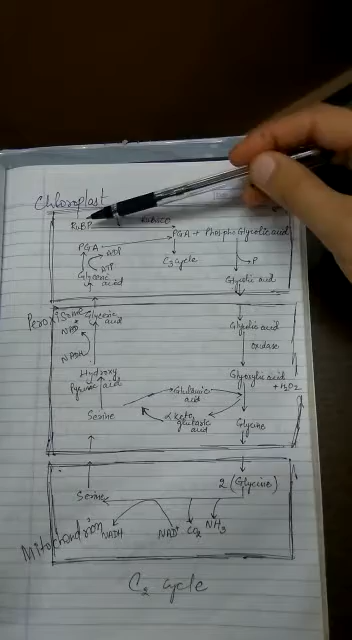 Chloroplast
RuBP
RuBisCO
PGA + Phospho Glycolic acid
PGA
ADP
ATP
C3 cycle
P
Glyceric acid
Glycolic acid
Peroxisome
Glyceric acid
NAD+
NADH
Glycolic acid
oxidase
Hydroxy
Pyruvic acid
Glyoxylic acid
+ H2O2
Glutamic
acid
Serine
α keto
glutaric
acid
Glycine
2 (Glycine)
Serine
Mitochondrion
NADH
NAD+
CO2
NH3
C2 cycle